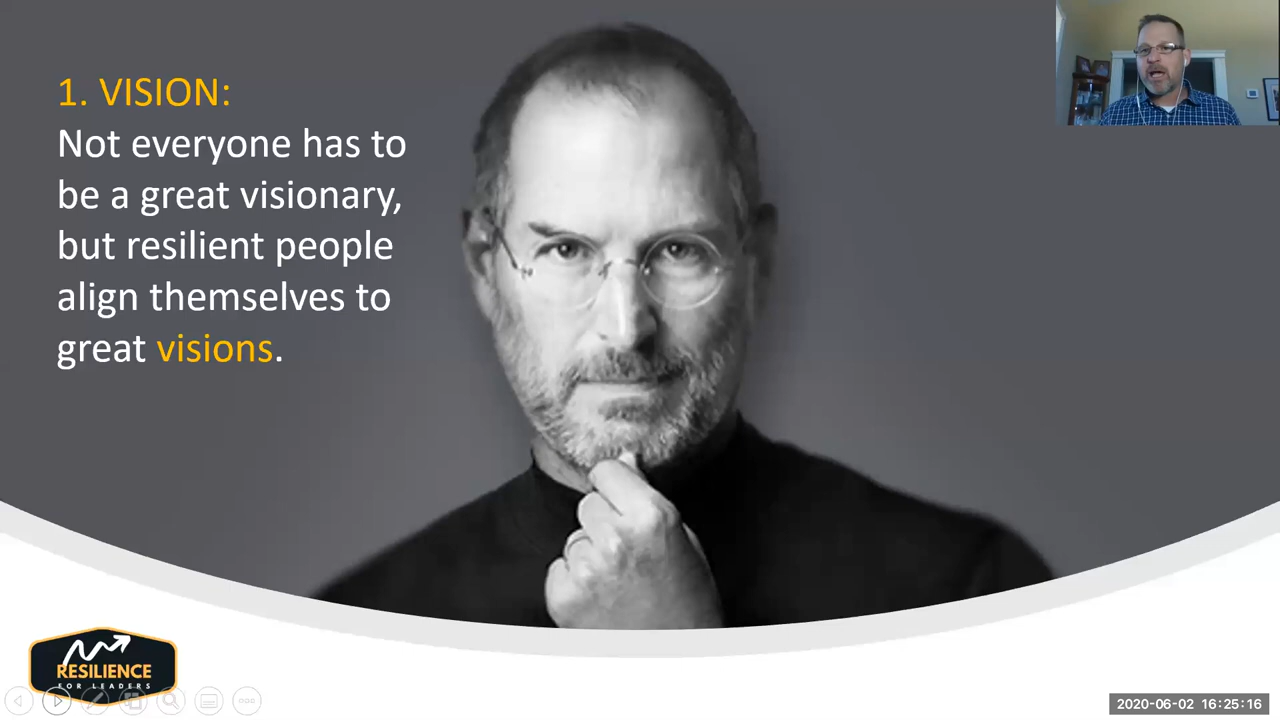 1. VISION:
Not everyone has to
be a great visionary,
but resilient people
align themselves to
great visions.
RESILIENCE
FOR LEADERS
2020-06-02 16:25:16